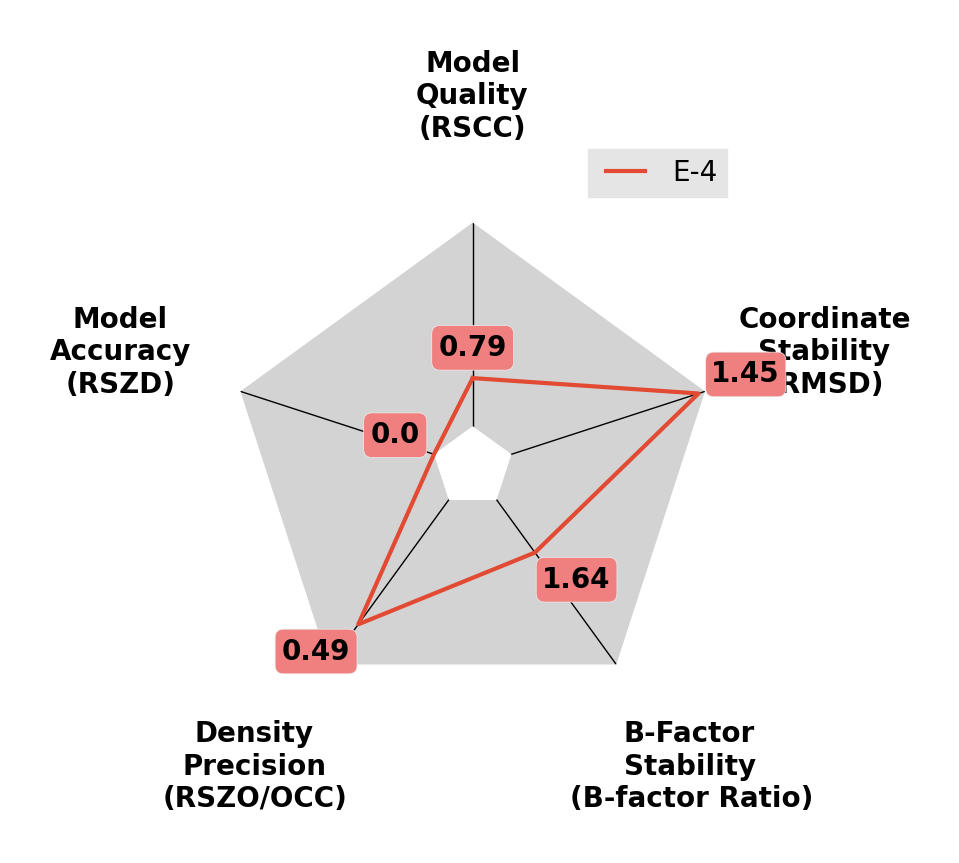 Model
Quality
(RSCC)
E-4
Model
Accuracy
(RSZD)
Coordinate
Stability
RMSD)
0.79
1.45
0.0
1.64
0.49
Density
Precision
(RSZO/OCC)
B-Factor
Stability
(B-factor Ratio)